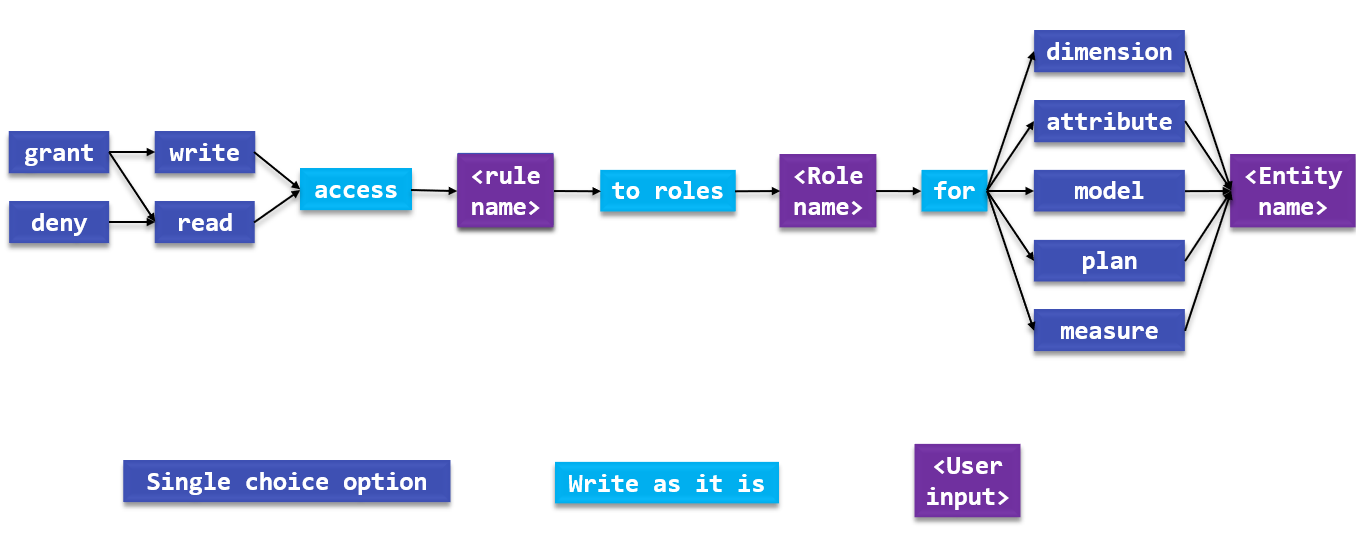 grant
deny
write
read
access
<rule
name>
to roles
<Role
name>
for
dimension
attribute
model
plan
measure
<Entity
name>
Single choice option
Write as it is
<User
input>